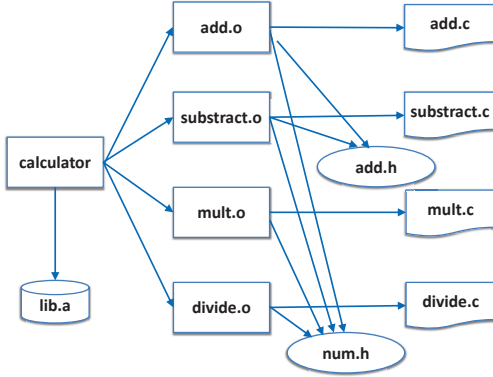 add.o
add.c
substract.o
substract.c
calculator
add.h
mult.o
mult.c
lib.a
divide.o
divide.c
num.h